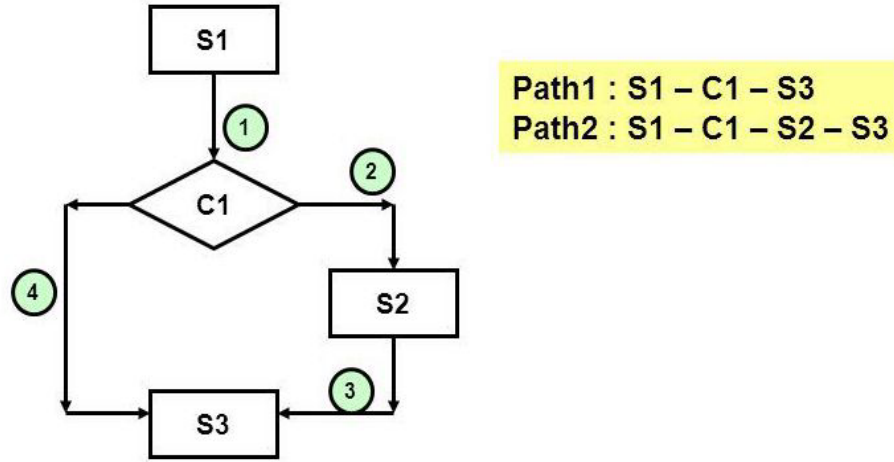 S1
Path1 : S1 – C1 – S3
Path2 : S1 – C1 – S2 – S3
1
2
C1
4
S2
3
S3